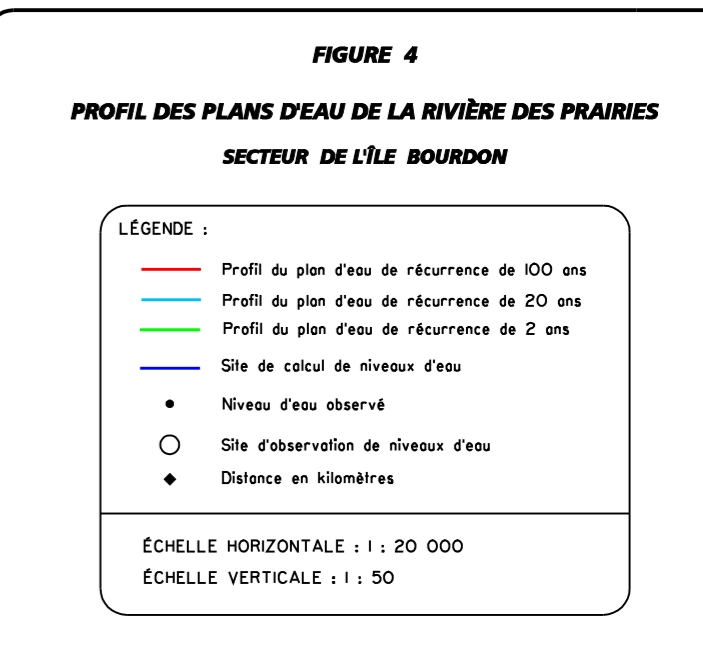 FIGURE 4
PROFIL DES PLANS D'EAU DE LA RIVIÈRE DES PRAIRIES
SECTEUR DE L'ÎLE BOURDON
LÉGENDE :
Profil du plan d'eau de récurrence de 100 ans
Profil du plan d'eau de récurrence de 20 ans
Profil du plan d'eau de récurrence de 2 ans
Site de calcul de niveaux d'eau
Niveau d'eau observé
Site d'observation de niveaux d'eau
Distance en kilomètres
ÉCHELLE HORIZONTALE : 1 : 20 000
ÉCHELLE VERTICALE : 1 : 50